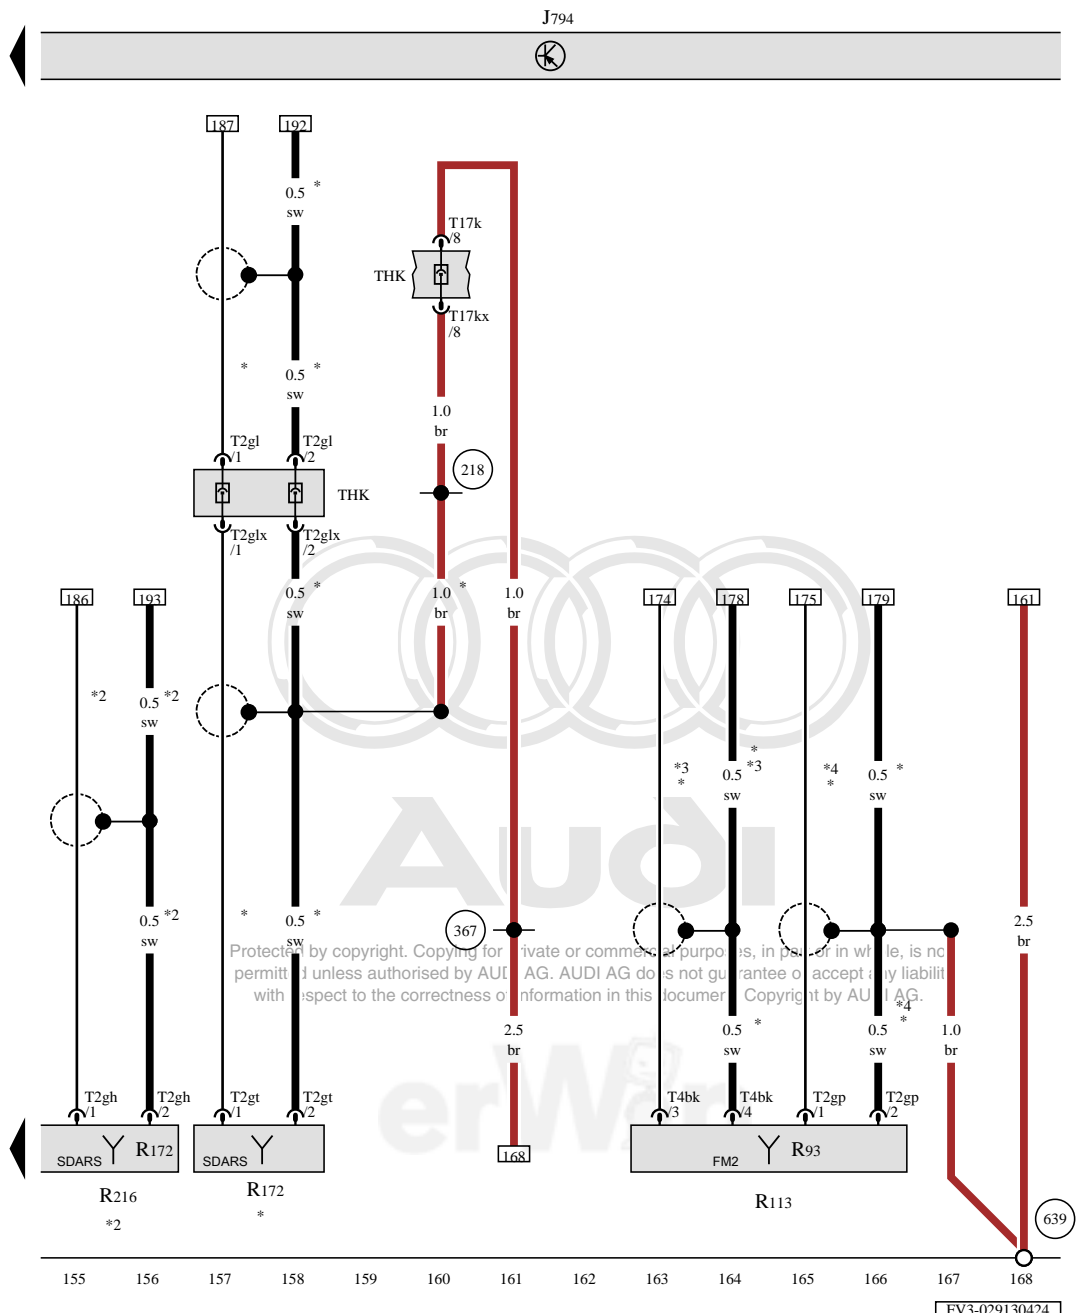 J794
187 192
0.5 *
sw
T17k
/8
THK
T17kx
/8
* 0.5 *
sw
1.0
br
T2gl
/1
T2gl
/2
218
THK
T2glx
/1
T2glx
/2
0.5 *
sw
1.0 *
br
1.0
br
186 193 174 178 175 179 161
*2 0.5 *2
sw
*3
*
*
0.5 *3
sw
*4
*
0.5 *
sw
Audi
0.5 *2
sw
* 0.5 *
sw
367
2.5
br
Protected by copyright. Copying for private or commercial purposes, in part or in whole, is not
permitted unless authorised by AUDI AG. AUDI AG does not guarantee or accept any liability
with respect to the correctness of information in this document. Copyright by AUDI AG.
2.5
br
0.5 *
sw
*4
*
0.5
sw
1.0
br
erWin
T2gh
/1
T2gh
/2
T2gt
/1
T2gt
/2
T4bk
/3
T4bk
/4
T2gp
/1
T2gp
/2
SDARS R172
SDARS
168
FM2 R93
R216
*2
R172
*
R113
639
155 156 157 158 159 160 161 162 163 164 165 166 167 168
EV3-029130424